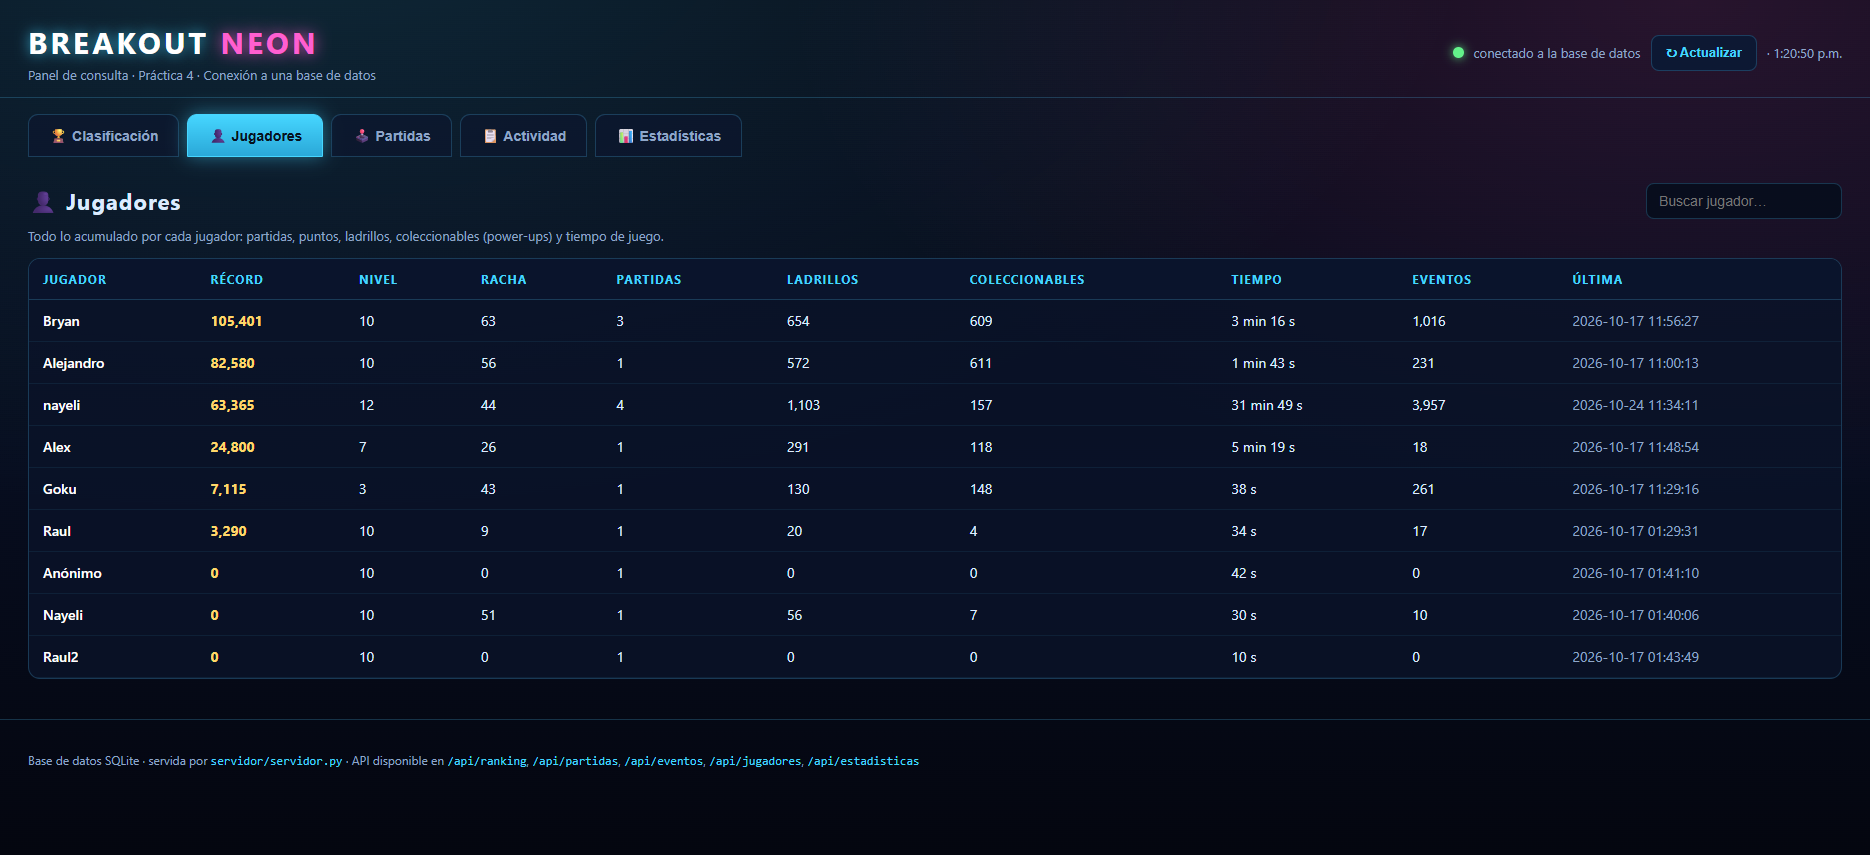 BREAKOUT NEON
Panel de consulta · Práctica 4 · Conexión a una base de datos
conectado a la base de datos ↻ Actualizar · 1:20:50 p.m.
Clasificación Jugadores Partidas Actividad Estadísticas
Jugadores
Buscar jugador…
Todo lo acumulado por cada jugador: partidas, puntos, ladrillos, coleccionables (power-ups) y tiempo de juego.
JUGADOR RÉCORD NIVEL RACHA PARTIDAS LADRILLOS COLECCIONABLES TIEMPO EVENTOS ÚLTIMA
Bryan 105,401 10 63 3 654 609 3 min 16 s 1,016 2026-10-17 11:56:27
Alejandro 82,580 10 56 1 572 611 1 min 43 s 231 2026-10-17 11:00:13
nayeli 63,365 12 44 4 1,103 157 31 min 49 s 3,957 2026-10-24 11:34:11
Alex 24,800 7 26 1 291 118 5 min 19 s 18 2026-10-17 11:48:54
Goku 7,115 3 43 1 130 148 38 s 261 2026-10-17 11:29:16
Raul 3,290 10 9 1 20 4 34 s 17 2026-10-17 01:29:31
Anónimo 0 10 0 1 0 0 42 s 0 2026-10-17 01:41:10
Nayeli 0 10 51 1 56 7 30 s 10 2026-10-17 01:40:06
Raul2 0 10 0 1 0 0 10 s 0 2026-10-17 01:43:49
Base de datos SQLite · servida por servidor/servidor.py · API disponible en /api/ranking, /api/partidas, /api/eventos, /api/jugadores, /api/estadisticas